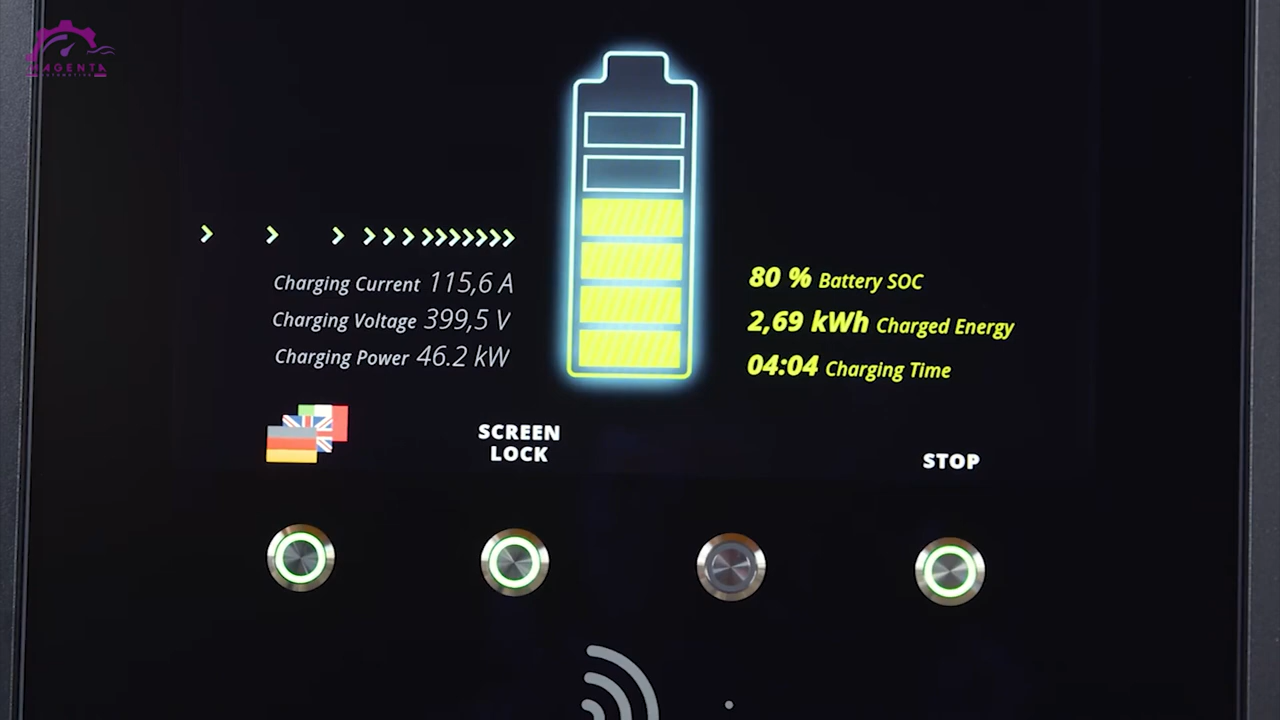 Charging Current 115,6 A
Charging Voltage 399,5 V
Charging Power 46.2 kW
80 % Battery SOC
2,69 kWh Charged Energy
04:04 Charging Time
SCREEN
LOCK
STOP